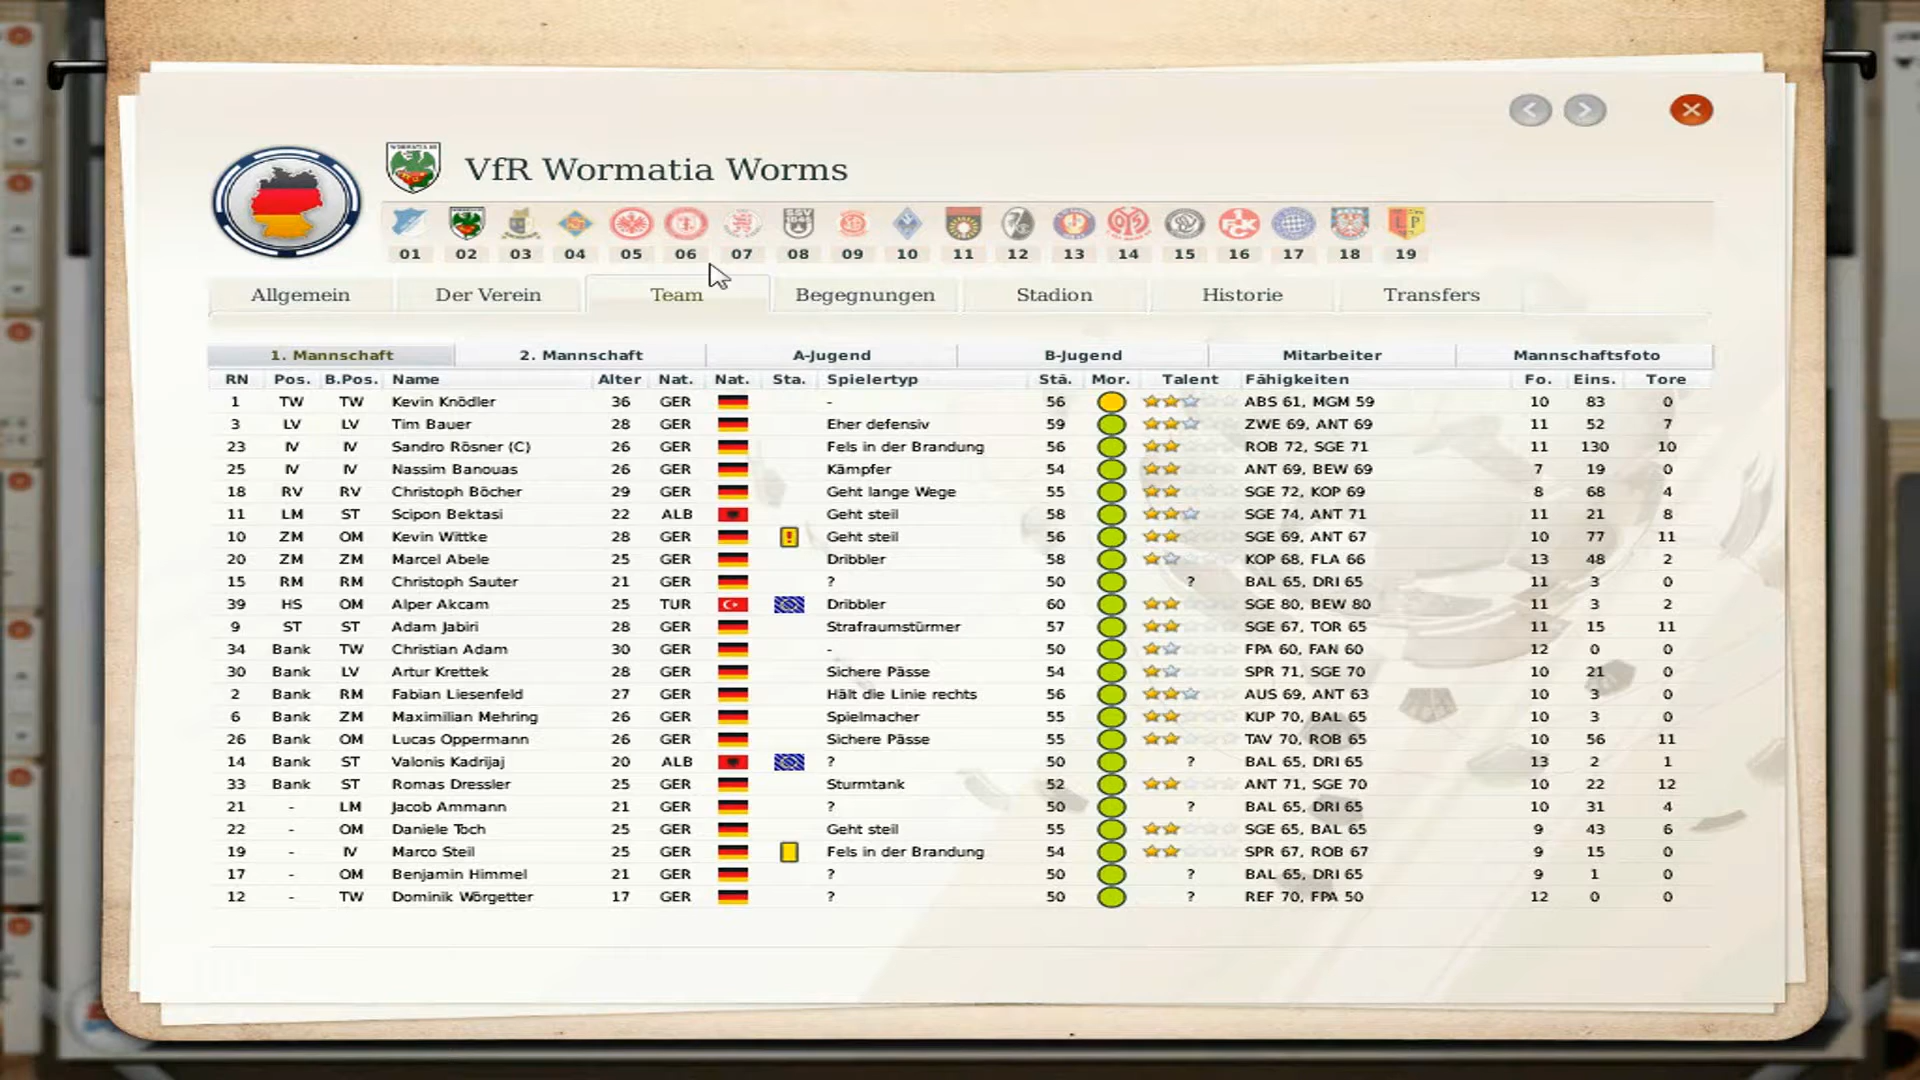 VfR Wormatia Worms
01 02 03 04 05 06 07 08 09 10 11 12 13 14 15 16 17 18 19
Allgemein Der Verein Team Begegnungen Stadion Historie Transfers
1. Mannschaft 2. Mannschaft A-Jugend B-Jugend Mitarbeiter Mannschaftsfoto
RN Pos. B.Pos. Name Alter Nat. Nat. Sta. Spielertyp Stä. Mor. Talent Fähigkeiten Fo. Eins. Tore
1 TW TW Kevin Knödler 36 GER - 56 ABS 61, MGM 59 10 83 0
3 LV LV Tim Bauer 28 GER Eher defensiv 59 ZWE 69, ANT 69 11 52 7
23 IV IV Sandro Rösner (C) 26 GER Fels in der Brandung 56 ROB 72, SGE 71 11 130 10
25 IV IV Nassim Banouas 26 GER Kämpfer 54 ANT 69, BEW 69 7 19 0
18 RV RV Christoph Böcher 29 GER Geht lange Wege 55 SGE 72, KOP 69 8 68 4
11 LM ST Scipon Bektasi 22 ALB Geht steil 58 SGE 74, ANT 71 11 21 8
10 ZM OM Kevin Wittke 28 GER ! Geht steil 56 SGE 69, ANT 67 10 77 11
20 ZM ZM Marcel Abele 25 GER Dribbler 58 KOP 68, FLA 66 13 48 2
15 RM RM Christoph Sauter 21 GER ? 50 ? BAL 65, DRI 65 11 3 0
39 HS OM Alper Akcam 25 TUR Dribbler 60 SGE 80, BEW 80 11 3 2
9 ST ST Adam Jabiri 28 GER Strafraumstürmer 57 SGE 67, TOR 65 11 15 11
34 Bank TW Christian Adam 30 GER - 50 FPA 60, FAN 60 12 0 0
30 Bank LV Artur Krettek 28 GER Sichere Pässe 54 SPR 71, SGE 70 10 21 0
2 Bank RM Fabian Liesenfeld 27 GER Hält die Linie rechts 56 AUS 69, ANT 63 10 3 0
6 Bank ZM Maximilian Mehring 26 GER Spielmacher 55 KUP 70, BAL 65 10 3 0
26 Bank OM Lucas Oppermann 26 GER Sichere Pässe 55 TAV 70, ROB 65 10 56 11
14 Bank ST Valonis Kadrijaj 20 ALB ? 50 ? BAL 65, DRI 65 13 2 1
33 Bank ST Romas Dressler 25 GER Sturmtank 52 ANT 71, SGE 70 10 22 12
21 - LM Jacob Ammann 21 GER ? 50 ? BAL 65, DRI 65 10 31 4
22 - OM Daniele Toch 25 GER Geht steil 55 SGE 65, BAL 65 9 43 6
19 - IV Marco Steil 25 GER Fels in der Brandung 54 SPR 67, ROB 67 9 15 0
17 - OM Benjamin Himmel 21 GER ? 50 ? BAL 65, DRI 65 9 1 0
12 - TW Dominik Wörgetter 17 GER ? 50 ? REF 70, FPA 50 12 0 0